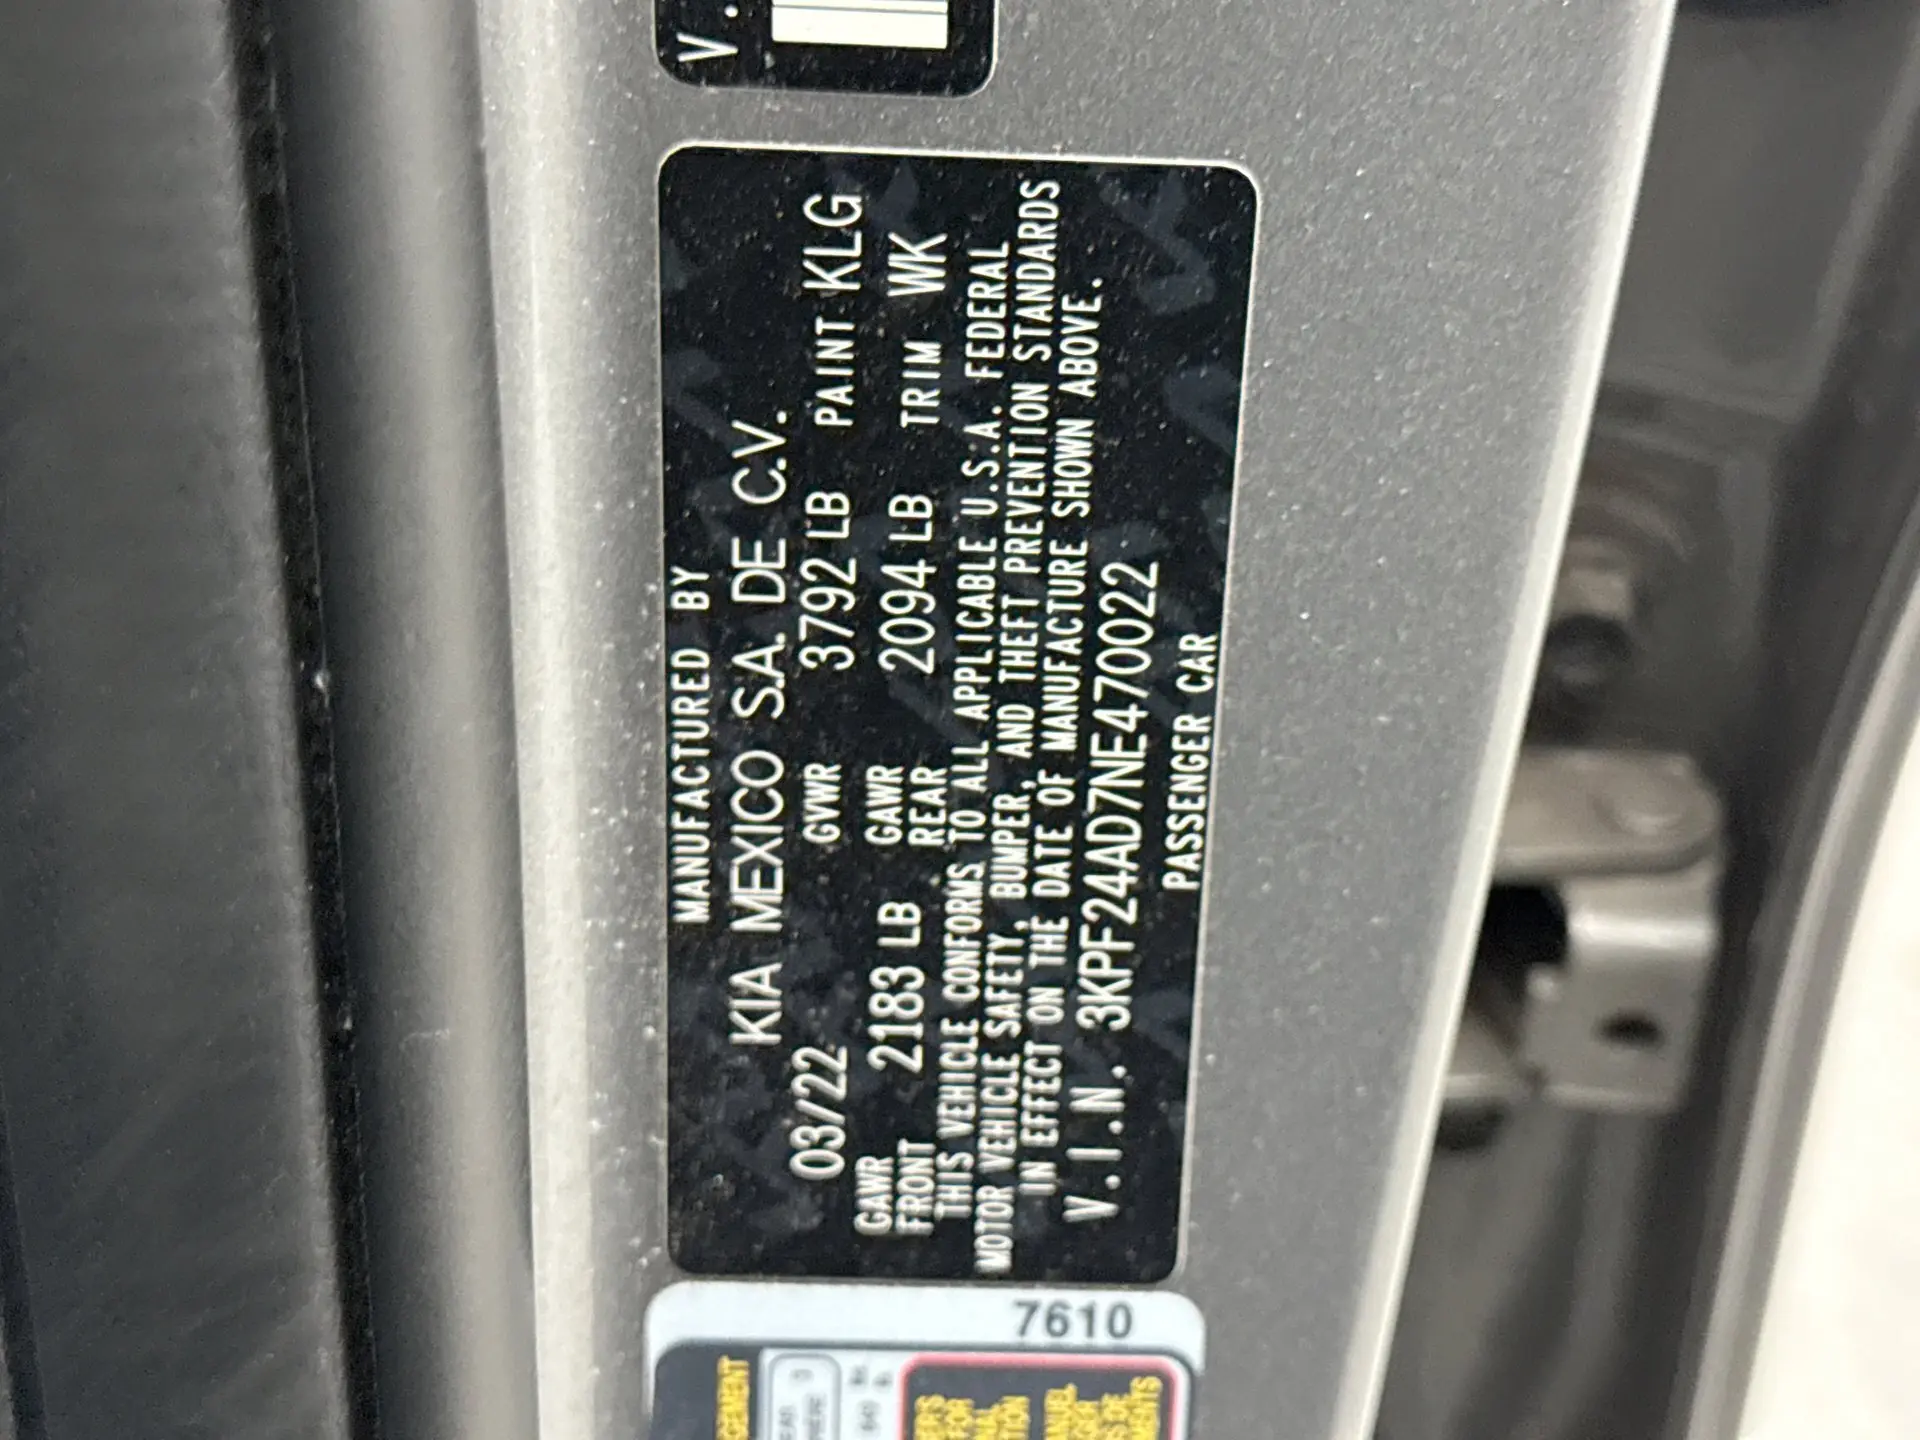 V.
MANUFACTURED BY
KIA MEXICO S.A. DE C.V.
03/22 GVWR 3792 LB PAINT KLG
GAWR FRONT 2183 LB GAWR REAR 2094 LB TRIM WK
THIS VEHICLE CONFORMS TO ALL APPLICABLE U.S.A. FEDERAL
MOTOR VEHICLE SAFETY, BUMPER, AND THEFT PREVENTION STANDARDS
IN EFFECT ON THE DATE OF MANUFACTURE SHOWN ABOVE.
V.I.N. 3KPF24AD7NE470022
PASSENGER CAR
7610